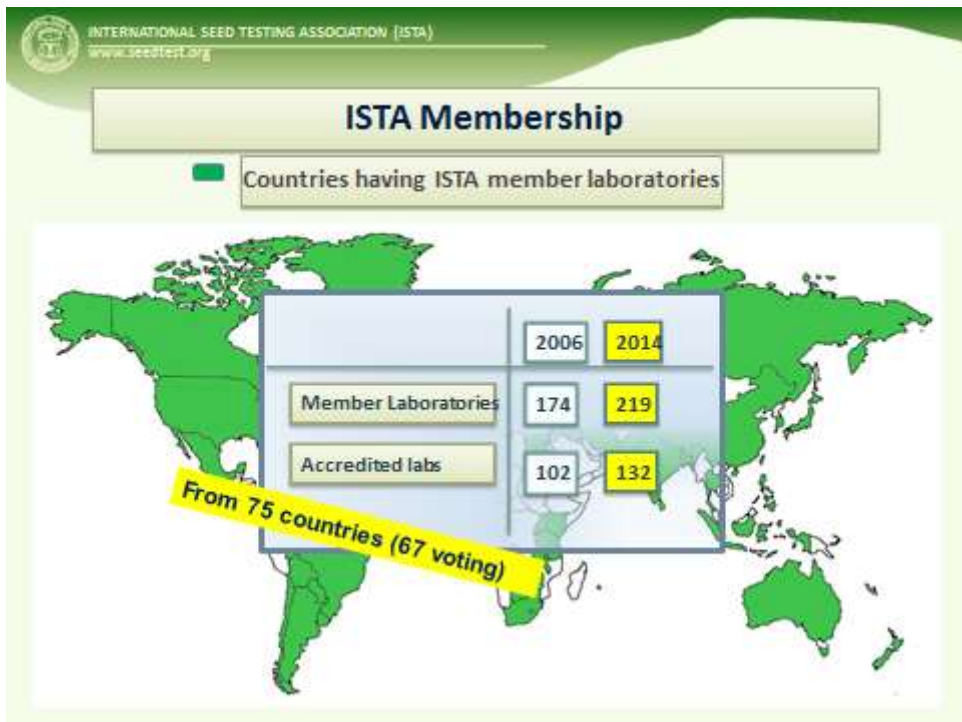 INTERNATIONAL SEED TESTING ASSOCIATION (ISTA)
www.seedtest.org
ISTA Membership
Countries having ISTA member laboratories
2006 2014
Member Laboratories 174 219
Accredited labs 102 132
From 75 countries (67 voting)